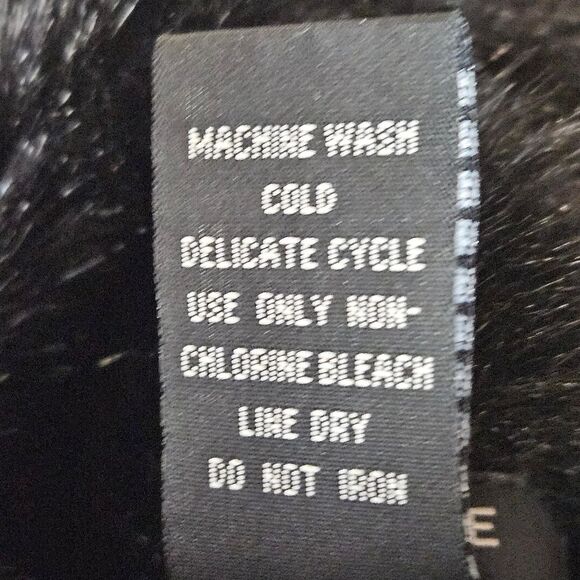 MACHINE WASH
COLD
DELICATE CYCLE
USE ONLY NON-
CHLORINE BLEACH
LINE DRY
DO NOT IRON
E